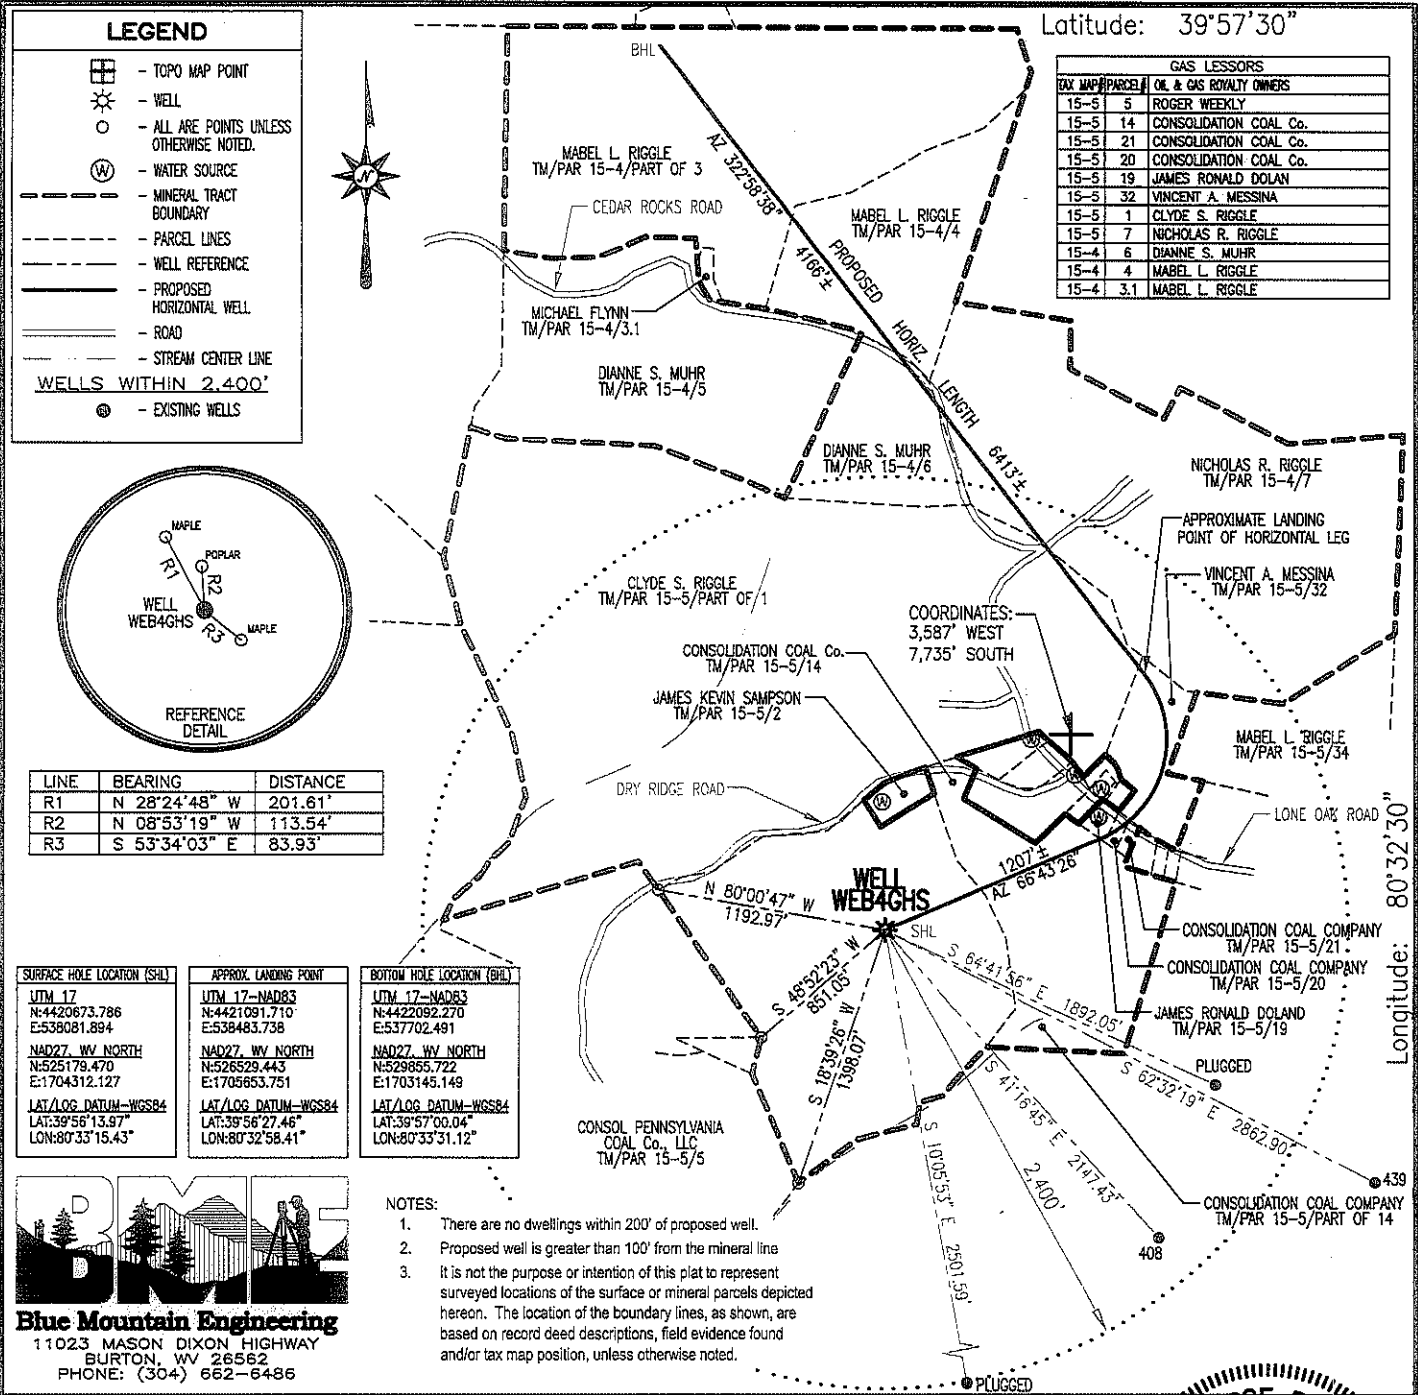 LEGEND
- TOPO MAP POINT
- WELL
- ALL ARE POINTS UNLESS
OTHERWISE NOTED.
W - WATER SOURCE
- MINERAL TRACT
BOUNDARY
- PARCEL LINES
- WELL REFERENCE
- PROPOSED
HORIZONTAL WELL
- ROAD
- STREAM CENTER LINE
WELLS WITHIN 2,400'
- EXISTING WELLS
N
Latitude: 39°57'30"
GAS LESSORS
TAX MAP# PARCEL# OIL & GAS ROYALTY OWNERS
15-5 5 ROGER WEEKLY
15-5 14 CONSOLIDATION COAL Co.
15-5 21 CONSOLIDATION COAL Co.
15-5 20 CONSOLIDATION COAL Co.
15-5 19 JAMES RONALD DOLAN
15-5 32 VINCENT A. MESSINA
15-5 1 CLYDE S. RIGGLE
15-5 7 NICHOLAS R. RIGGLE
15-4 6 DIANNE S. MUHR
15-4 4 MABEL L. RIGGLE
15-4 3.1 MABEL L. RIGGLE
BHL
AZ 322°58'38"
4166'±
PROPOSED
HORIZ.
LENGTH
6413'±
MABEL L. RIGGLE
TM/PAR 15-4/PART OF 3
CEDAR ROCKS ROAD
MABEL L. RIGGLE
TM/PAR 15-4/4
MICHAEL FLYNN
TM/PAR 15-4/3.1
DIANNE S. MUHR
TM/PAR 15-4/5
DIANNE S. MUHR
TM/PAR 15-4/6
NICHOLAS R. RIGGLE
TM/PAR 15-4/7
APPROXIMATE LANDING
POINT OF HORIZONTAL LEG
VINCENT A. MESSINA
TM/PAR 15-5/32
CLYDE S. RIGGLE
TM/PAR 15-5/PART OF 1
COORDINATES:
3,587' WEST
7,735' SOUTH
CONSOLIDATION COAL Co.
TM/PAR 15-5/14
JAMES KEVIN SAMPSON
TM/PAR 15-5/2
MABEL L. RIGGLE
TM/PAR 15-5/34
DRY RIDGE ROAD
LONE OAK ROAD
W
W
W
W
W
Longitude: 80°32'30"
MAPLE
POPLAR
R1
R2
WELL
WEB4GHS
R3
MAPLE
REFERENCE
DETAIL
LINE BEARING DISTANCE
R1 N 28°24'48" W 201.61'
R2 N 08°53'19" W 113.54'
R3 S 53°34'03" E 83.93'
1207'±
AZ 66°43'26"
WELL
WEB4GHS
SHL
N 80°00'47" W
1192.97'
S 48°52'23" W
851.05'
S 18°39'26" W
1398.07'
S 64°41'56" E
1892.05'
S 62°32'19" E 2862.90'
S 41°16'45" E 2147.43'
2,400'
S 10°05'53" E 2501.59'
CONSOLIDATION COAL COMPANY
TM/PAR 15-5/21
CONSOLIDATION COAL COMPANY
TM/PAR 15-5/20
JAMES RONALD DOLAND
TM/PAR 15-5/19
PLUGGED
439
CONSOLIDATION COAL COMPANY
TM/PAR 15-5/PART OF 14
408
PLUGGED
CONSOL PENNSYLVANIA
COAL Co., LLC
TM/PAR 15-5/5
SURFACE HOLE LOCATION (SHL)
UTM 17
N:4420673.786
E:538081.894
NAD27, WV NORTH
N:525179.470
E:1704312.127
LAT/LOG DATUM-WGS84
LAT:39°56'13.97"
LON:80°33'15.43"
APPROX. LANDING POINT
UTM 17-NAD83
N:4421091.710
E:538483.738
NAD27, WV NORTH
N:526529.443
E:1705653.751
LAT/LOG DATUM-WGS84
LAT:39°56'27.46"
LON:80°32'58.41"
BOTTOM HOLE LOCATION (BHL)
UTM 17-NAD83
N:4422092.270
E:537702.491
NAD27, WV NORTH
N:529855.722
E:1703145.149
LAT/LOG DATUM-WGS84
LAT:39°57'00.04"
LON:80°33'31.12"
BME
Blue Mountain Engineering
11023 MASON DIXON HIGHWAY
BURTON, WV 26562
PHONE: (304) 662-6486
NOTES:
1. There are no dwellings within 200' of proposed well.
2. Proposed well is greater than 100' from the mineral line
3. It is not the purpose or intention of this plat to represent
surveyed locations of the surface or mineral parcels depicted
hereon. The location of the boundary lines, as shown, are
based on record deed descriptions, field evidence found
and/or tax map position, unless otherwise noted.